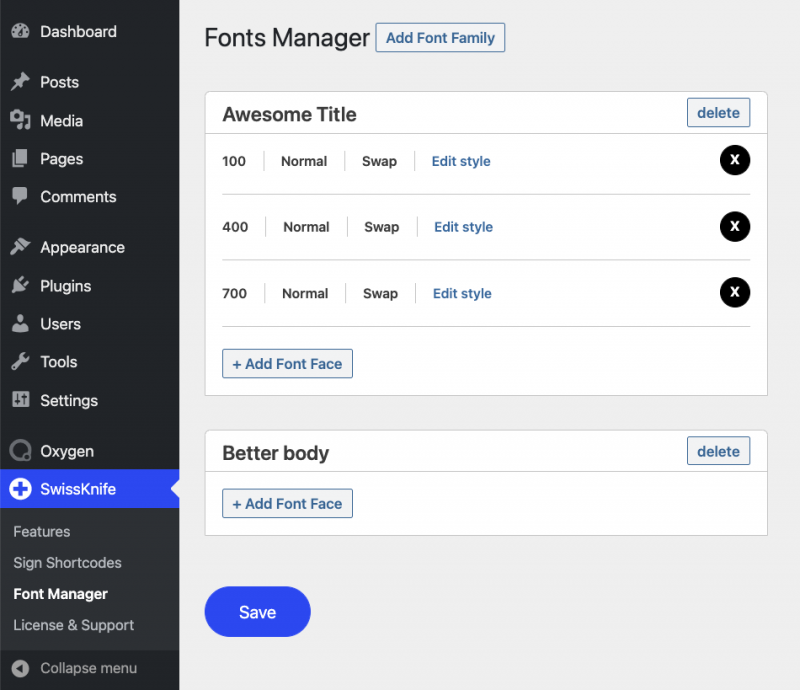 Dashboard
Posts
Media
Pages
Comments
Appearance
Plugins
Users
Tools
Settings
Oxygen
SwissKnife
Features
Sign Shortcodes
Font Manager
License & Support
Collapse menu
Fonts Manager Add Font Family
Awesome Title delete
100 Normal Swap Edit style X
400 Normal Swap Edit style X
700 Normal Swap Edit style X
+ Add Font Face
Better body delete
+ Add Font Face
Save